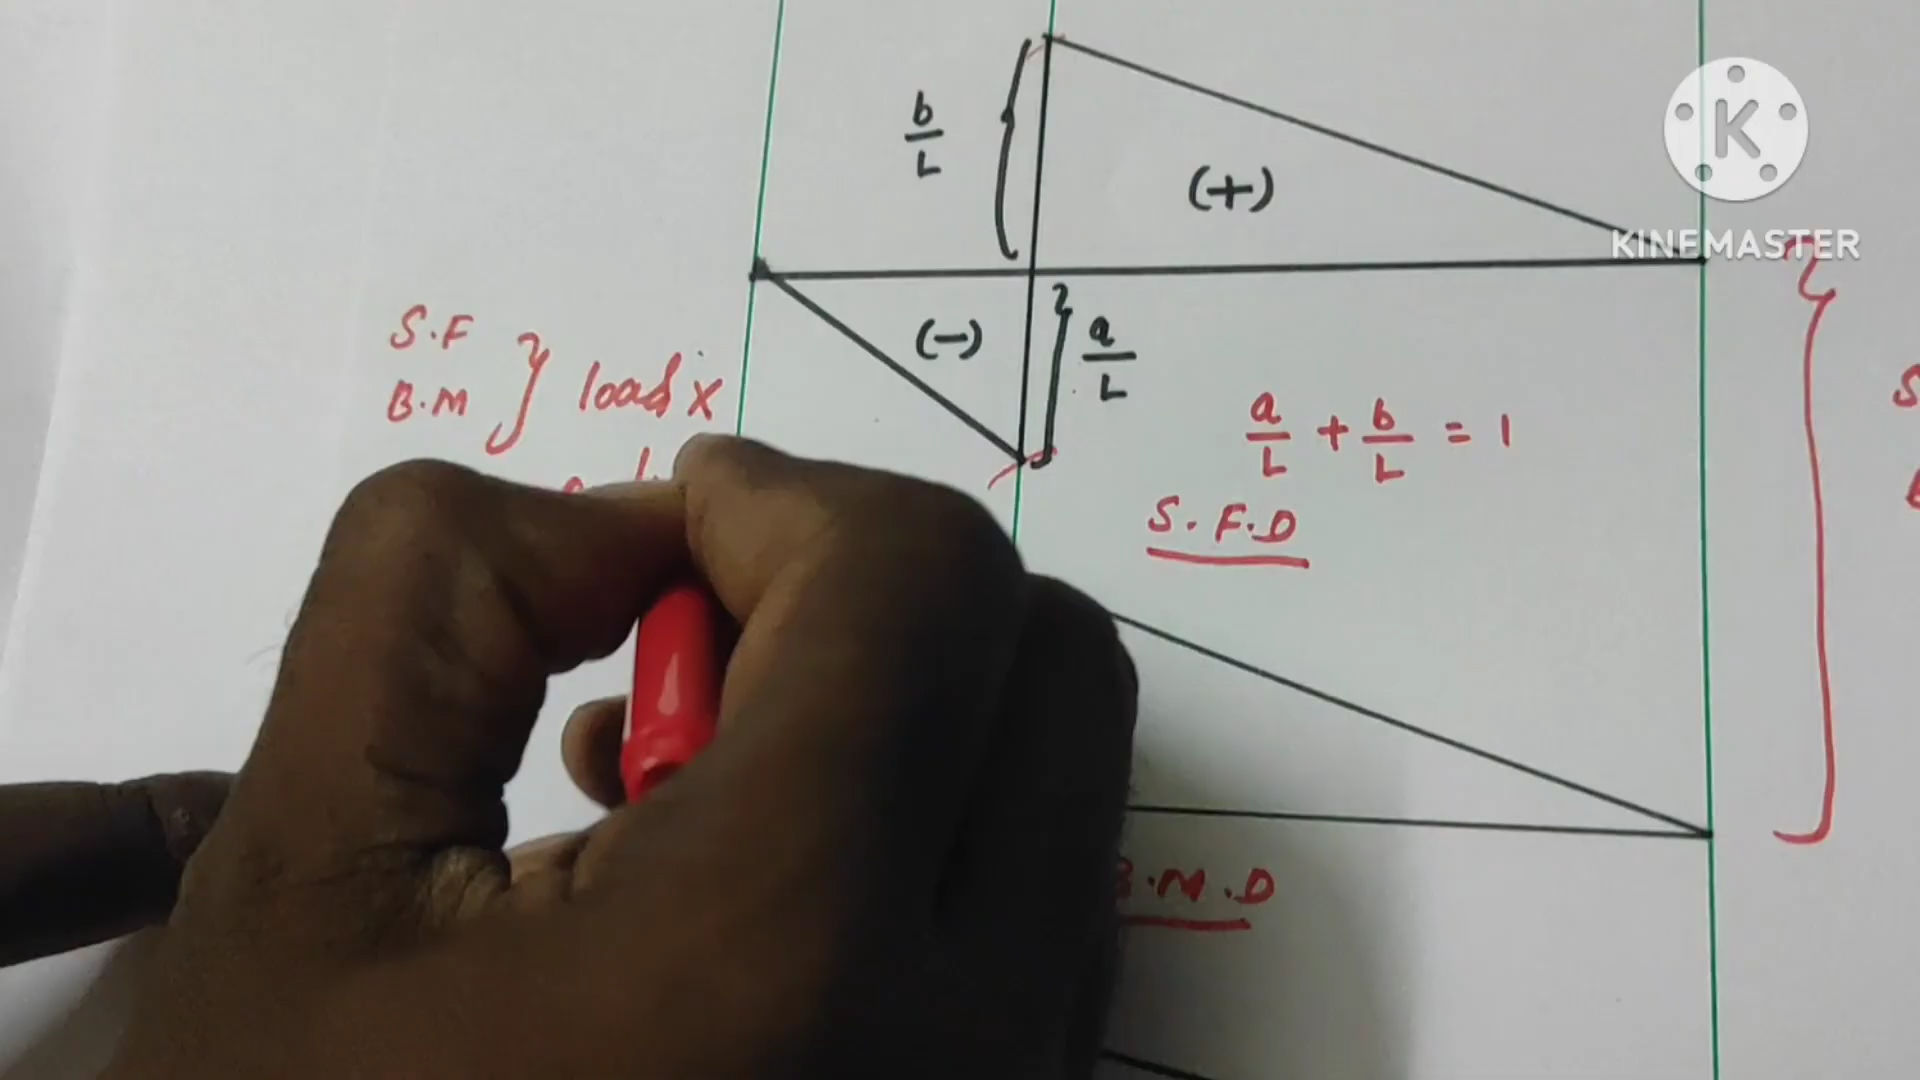 b
L
(+)
K
KINEMASTER
(-)
a
L
S.F
B.M } load x
a/L + b/L = 1
S.F.D
B.M.D